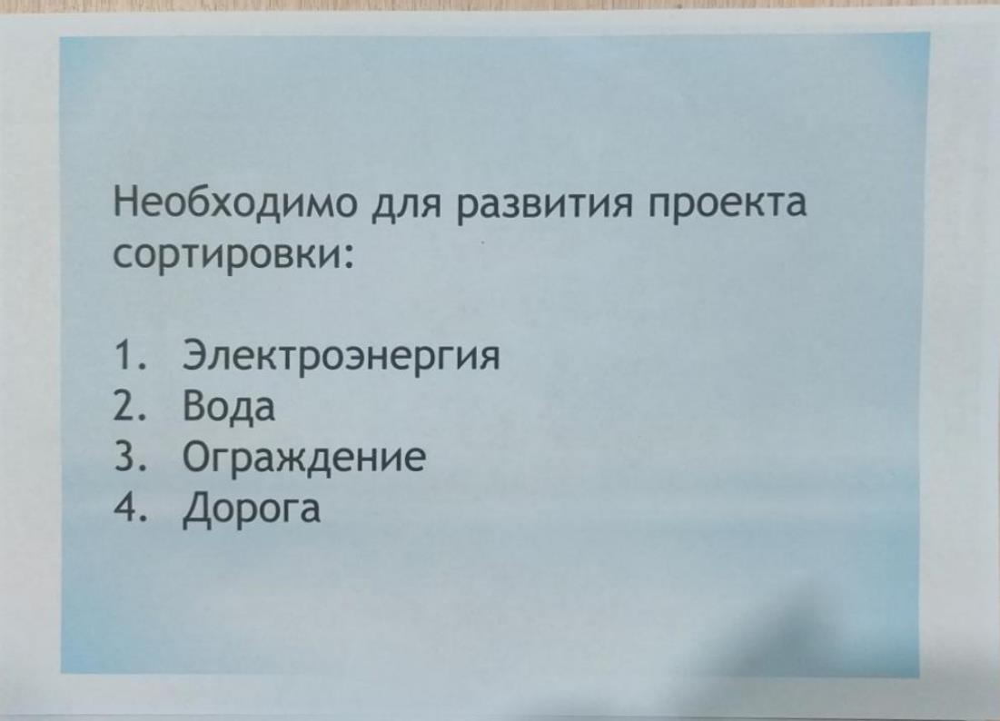 Необходимо для развития проекта
сортировки:
1. Электроэнергия
2. Вода
3. Ограждение
4. Дорога